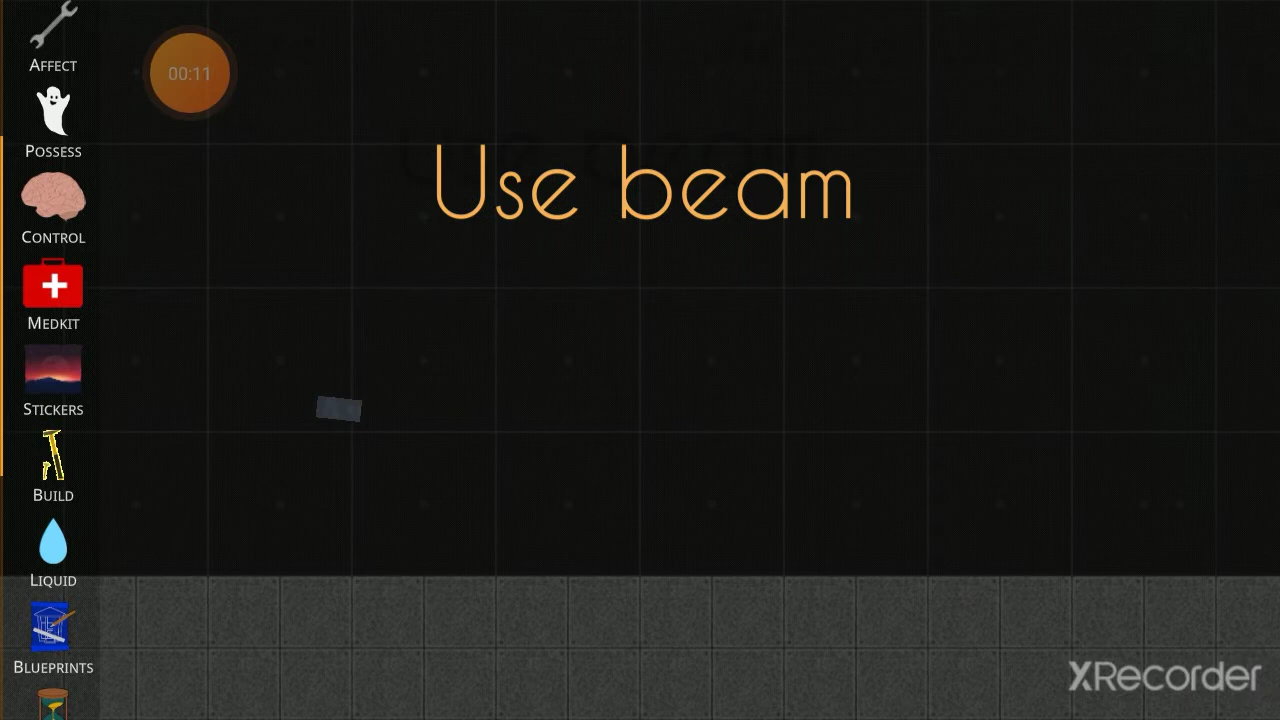 AFFECT
00:11
POSSESS
Use beam
CONTROL
MEDKIT
STICKERS
BUILD
LIQUID
BLUEPRINTS
XRecorder